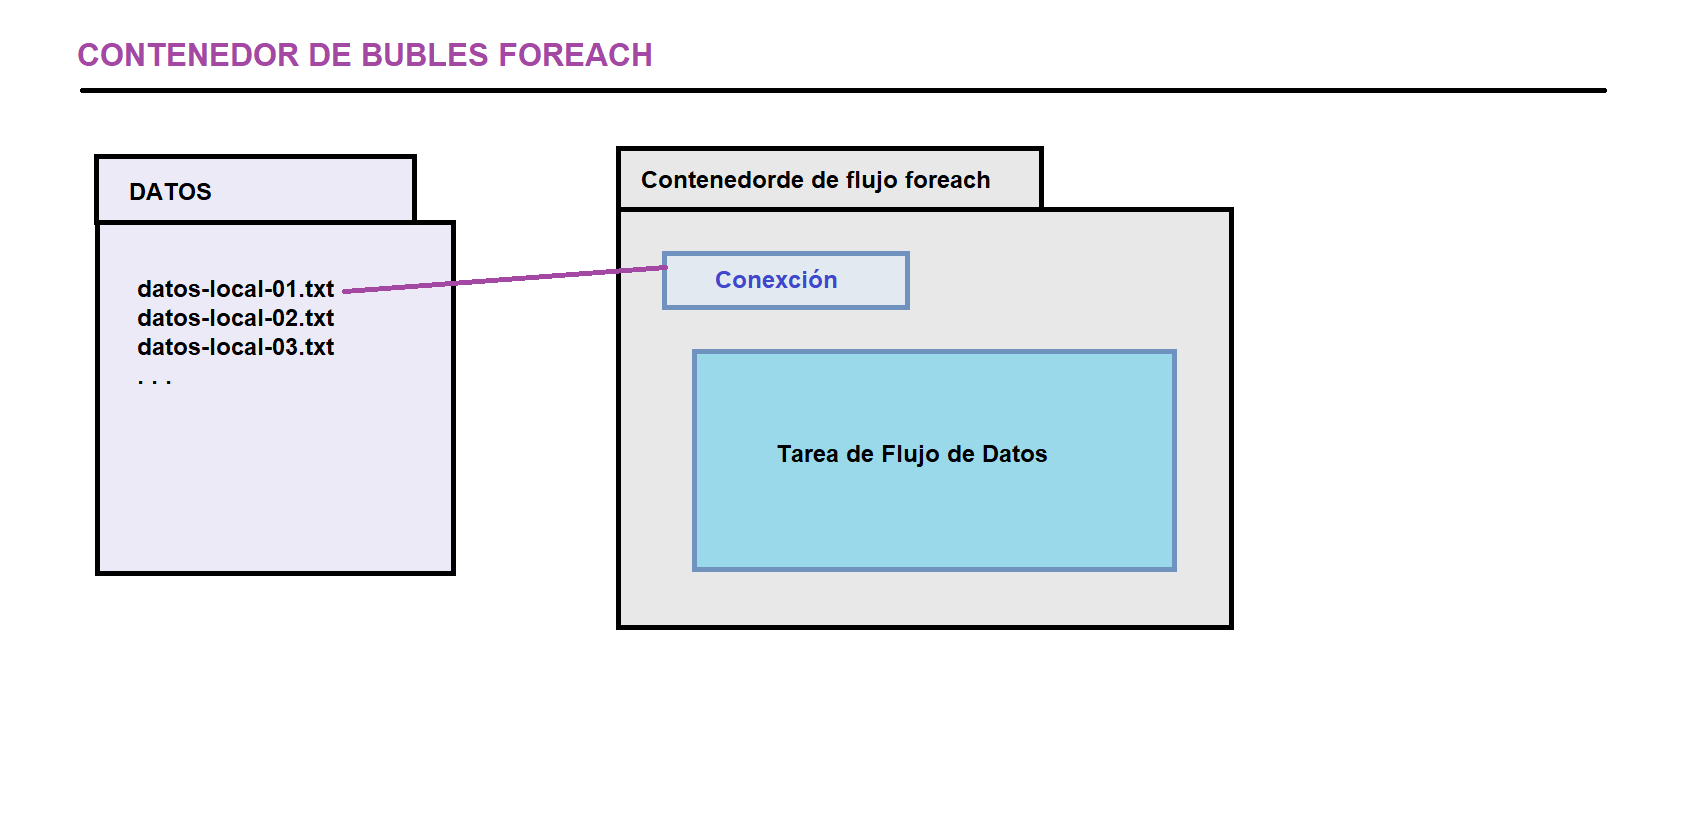 CONTENEDOR DE BUBLES FOREACH
DATOS
datos-local-01.txt
datos-local-02.txt
datos-local-03.txt
. . .
Contenedorde de flujo foreach
Conexción
Tarea de Flujo de Datos